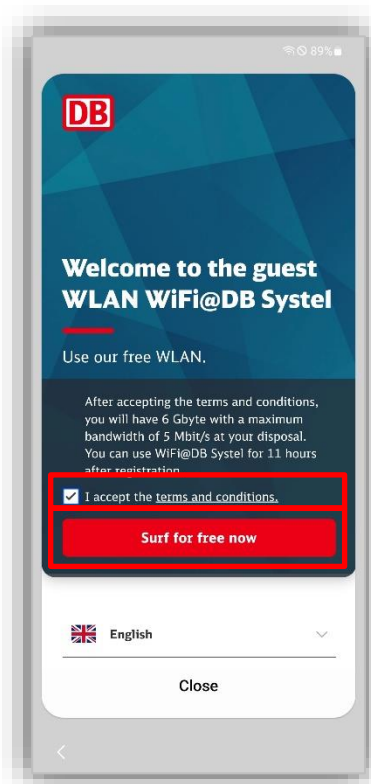 89%
DB
Welcome to the guest
WLAN WiFi@DB Systel
Use our free WLAN.
After accepting the terms and conditions,
you will have 6 Gbyte with a maximum
bandwidth of 5 Mbit/s at your disposal.
You can use WiFi@DB Systel for 11 hours
after registration
I accept the terms and conditions.
Surf for free now
English
Close